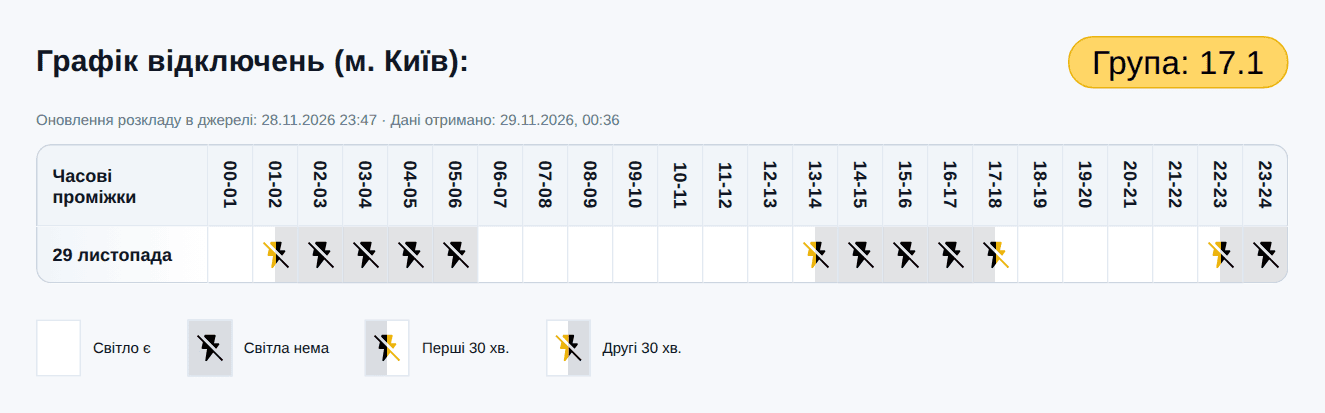 Графік відключень (м. Київ):
Група: 17.1
Оновлення розкладу в джерелі: 28.11.2026 23:47 · Дані отримано: 29.11.2026, 00:36
Часові
проміжки
00-01
01-02
02-03
03-04
04-05
05-06
06-07
07-08
08-09
09-10
10-11
11-12
12-13
13-14
14-15
15-16
16-17
17-18
18-19
19-20
20-21
21-22
22-23
23-24
29 листопада
Світло є
Світла нема
Перші 30 хв.
Другі 30 хв.